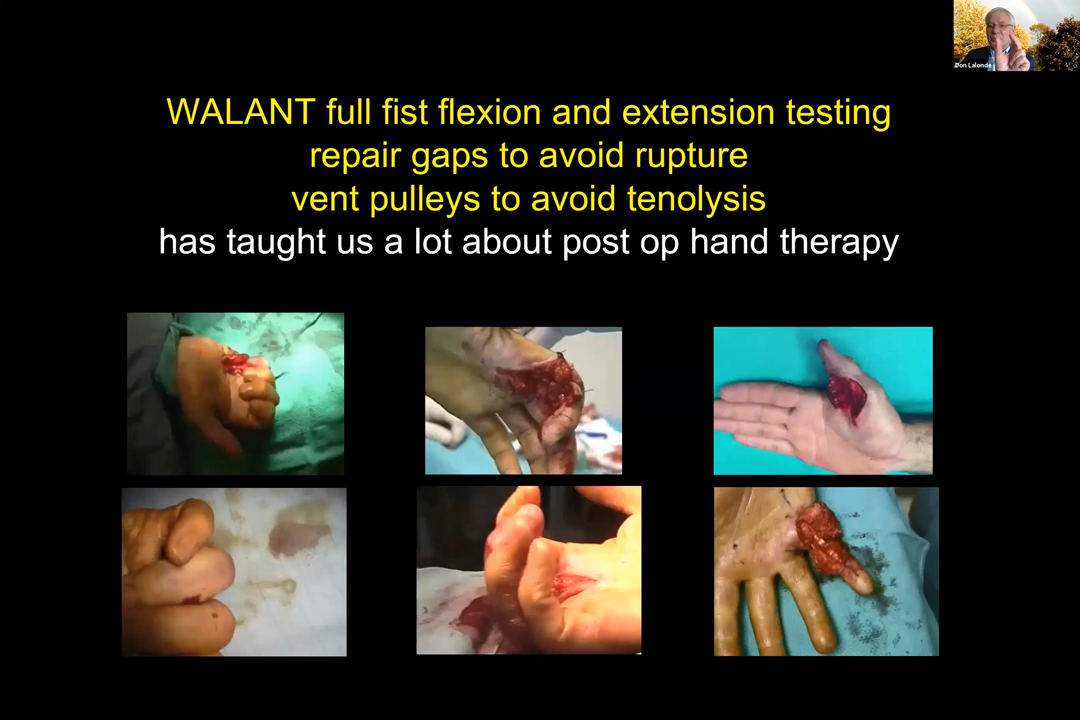 Don Lalonde
WALANT full fist flexion and extension testing
repair gaps to avoid rupture
vent pulleys to avoid tenolysis
has taught us a lot about post op hand therapy